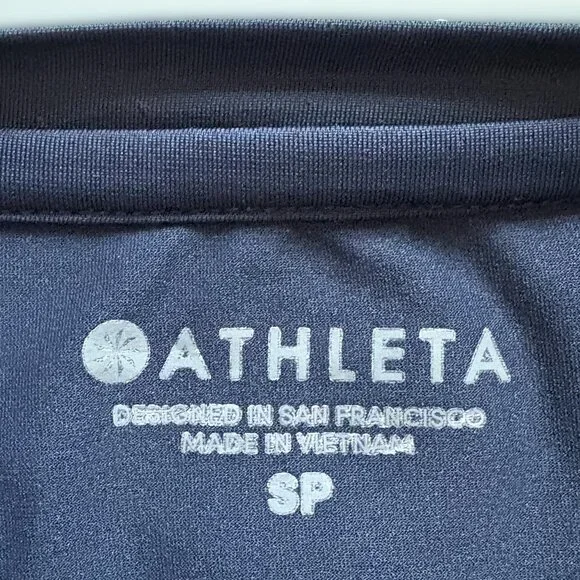 ATHLETA
DESIGNED IN SAN FRANCISCO
MADE IN VIETNAM
SP